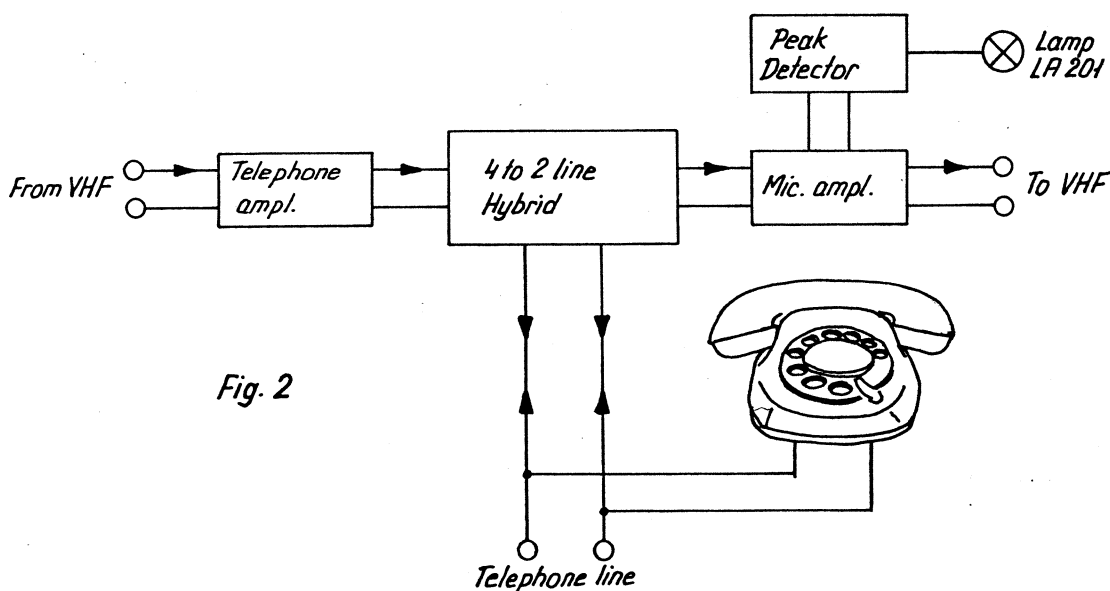 Peak
Detector
Lamp
LA 201
From VHF
Telephone
ampl.
4 to 2 line
Hybrid
Mic. ampl.
To VHF
Fig. 2
Telephone line